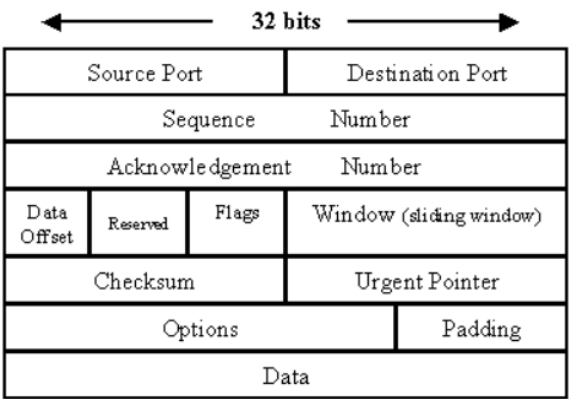 32 bits
Source Port Destination Port
Sequence Number
Acknowledgement Number
Data Offset Reserved Flags Window (sliding window)
Checksum Urgent Pointer
Options Padding
Data